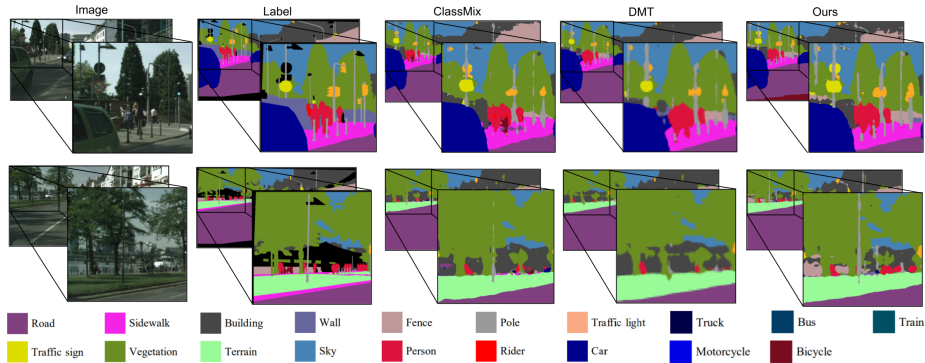 Image Label ClassMix DMT Ours
Road Sidewalk Building Wall Fence Pole Traffic light Truck Bus Train
Traffic sign Vegetation Terrain Sky Person Rider Car Motorcycle Bicycle